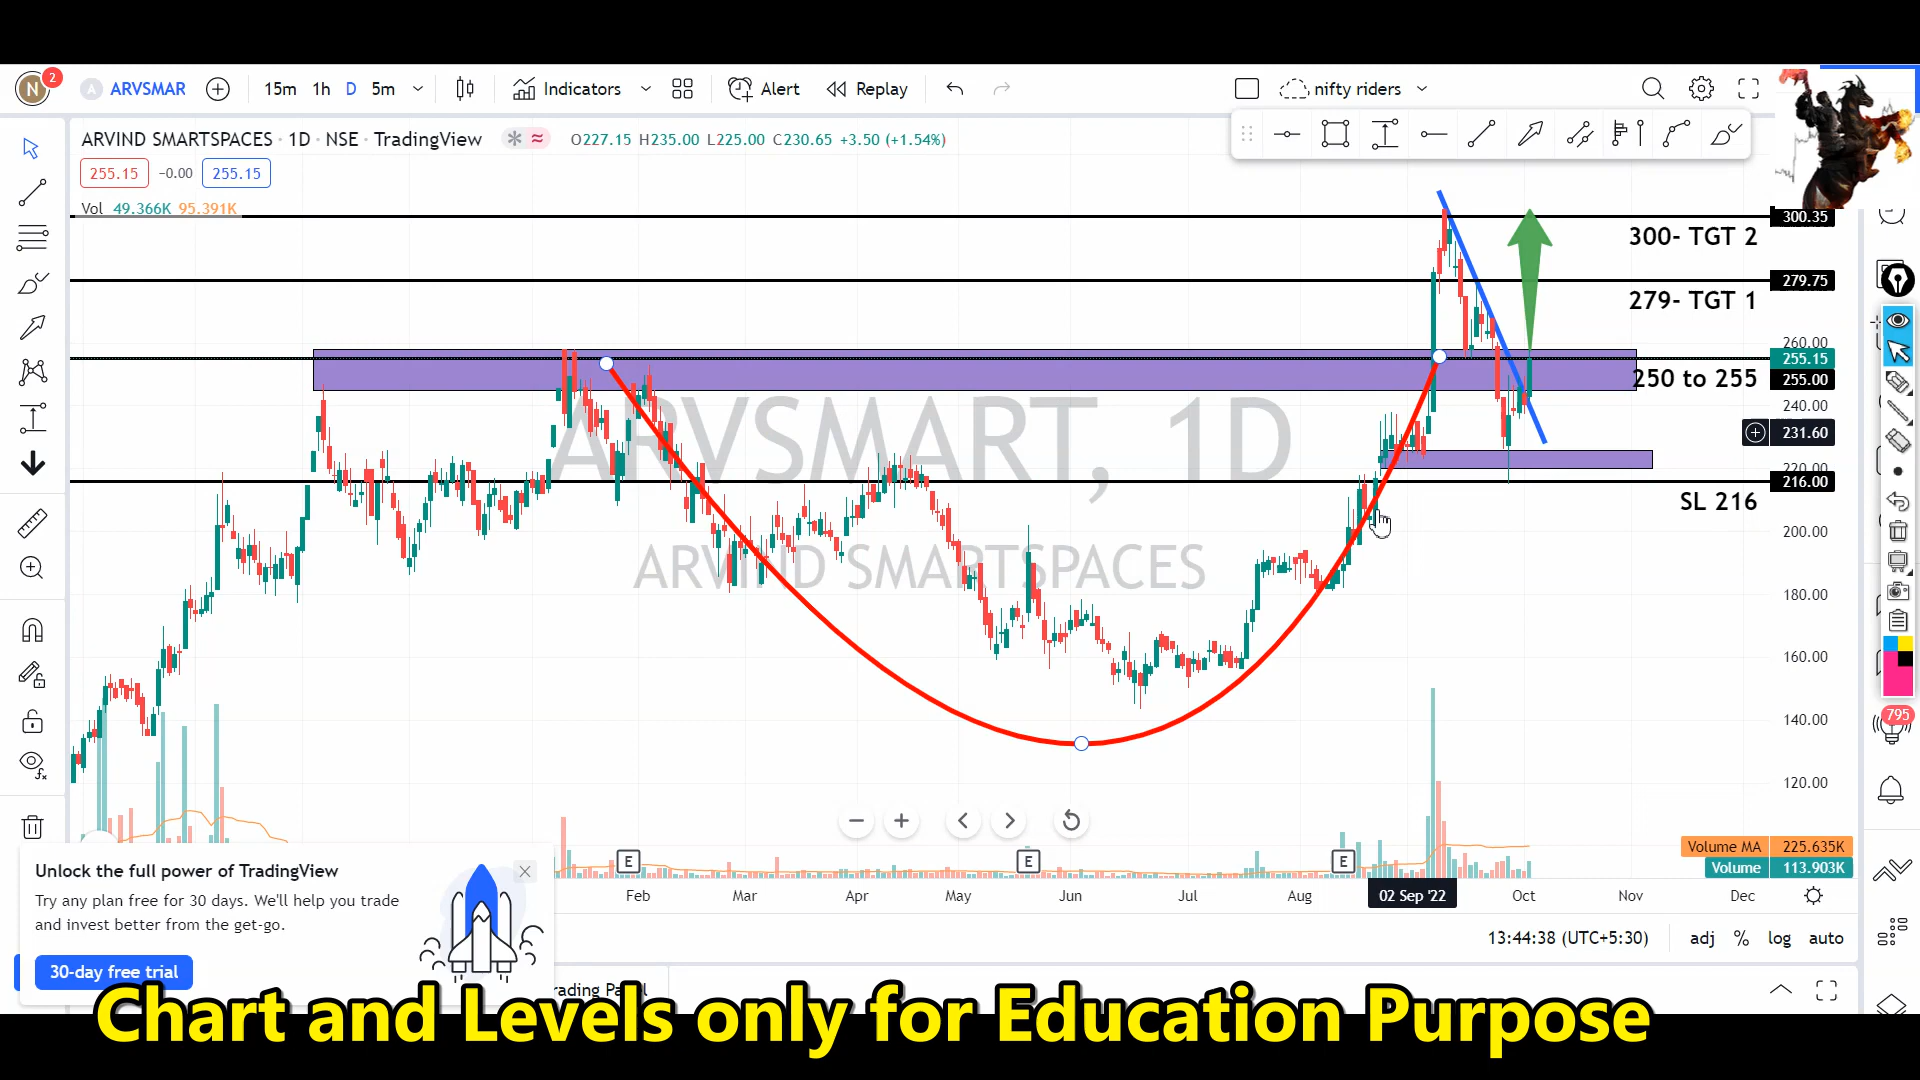 N 2 A ARVSMAR 15m 1h D 5m Indicators Alert Replay nifty riders
ARVIND SMARTSPACES · 1D · NSE · TradingView O227.15 H235.00 L225.00 C230.65 +3.50 (+1.54%)
255.15 −0.00 255.15
Vol 49.366K 95.391K
300.35
300- TGT 2
279.75
279- TGT 1
260.00
255.15
250 to 255 255.00
240.00
ARVSMART, 1D
231.60
220.00
216.00
SL 216
200.00
ARVIND SMARTSPACES
180.00
160.00
140.00
795
120.00
Volume MA 225.635K
Volume 113.903K
E E E
Unlock the full power of TradingView
Try any plan free for 30 days. We'll help you trade
and invest better from the get-go.
30-day free trial
Feb Mar Apr May Jun Jul Aug 02 Sep '22 Oct Nov Dec
13:44:38 (UTC+5:30) adj % log auto
Chart and Levels only for Education Purpose